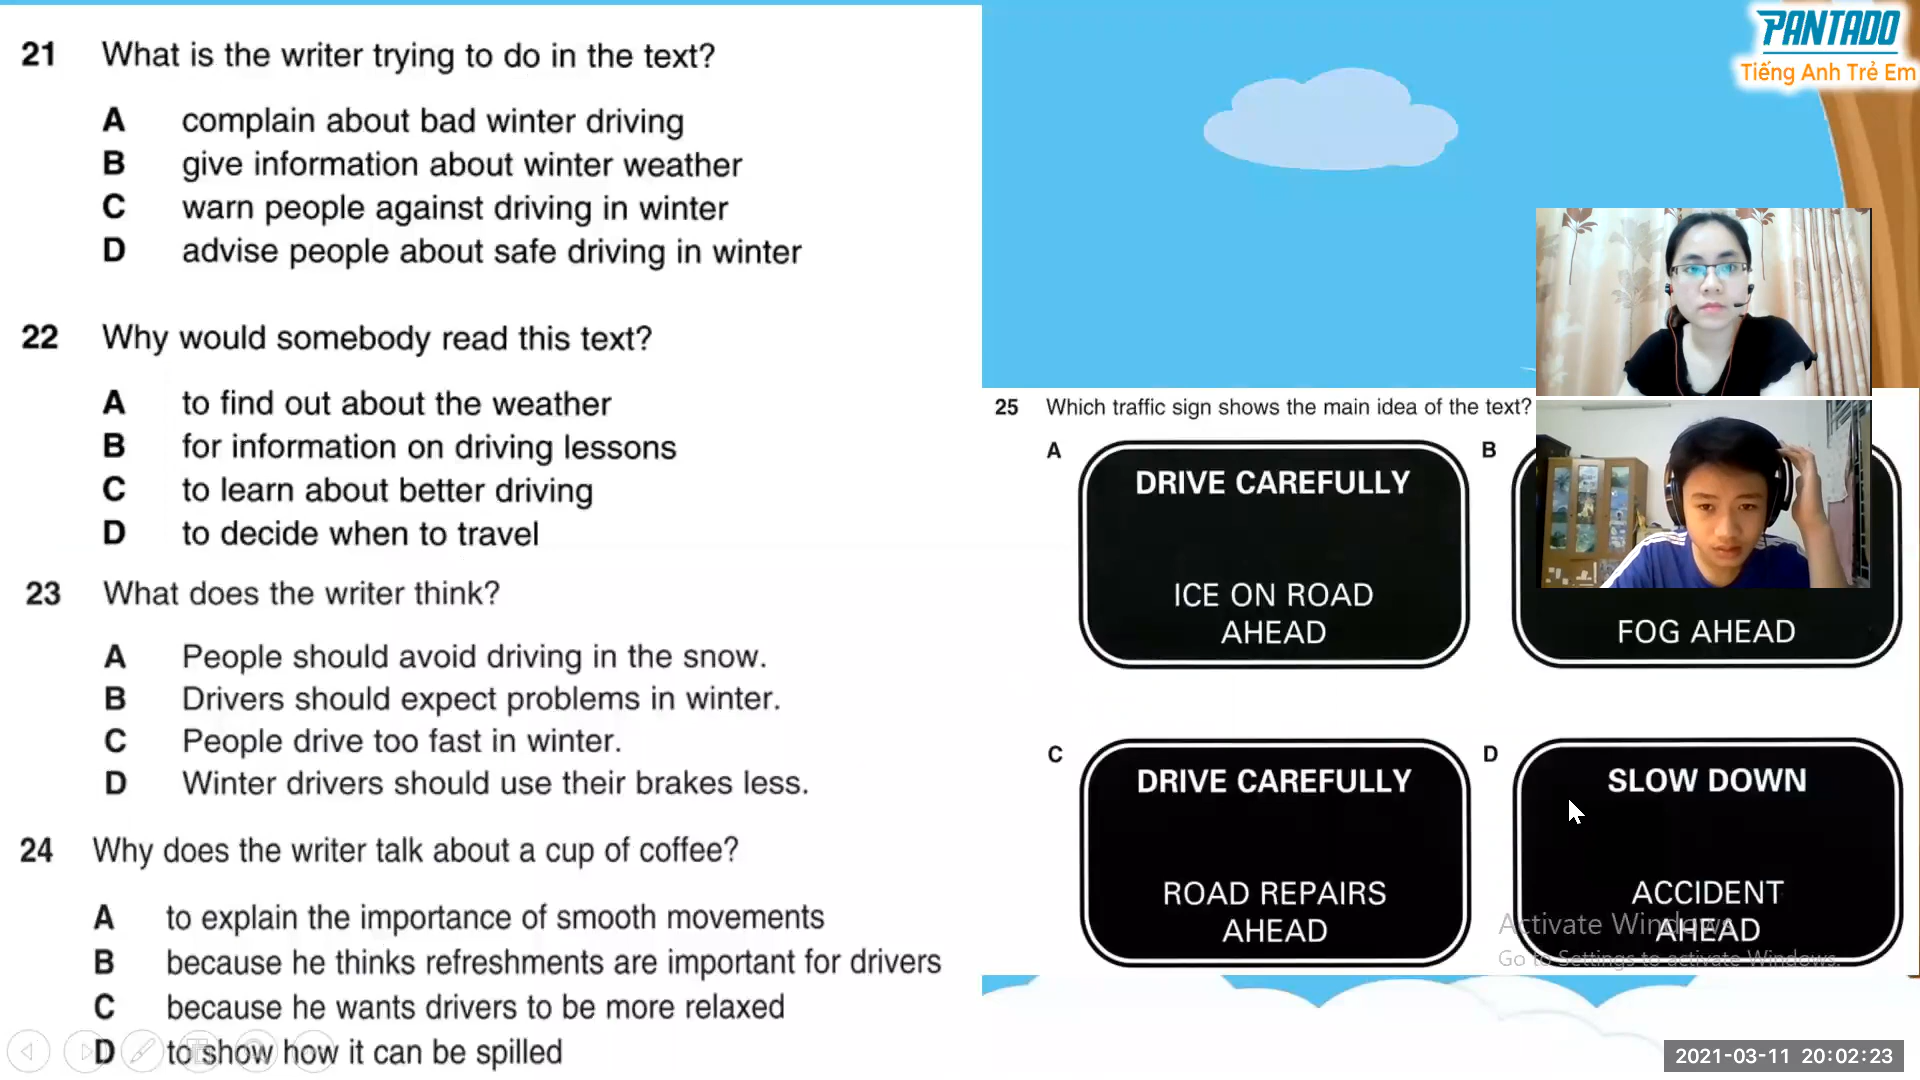 21 What is the writer trying to do in the text?
A complain about bad winter driving
B give information about winter weather
C warn people against driving in winter
D advise people about safe driving in winter
22 Why would somebody read this text?
A to find out about the weather
B for information on driving lessons
C to learn about better driving
D to decide when to travel
23 What does the writer think?
A People should avoid driving in the snow.
B Drivers should expect problems in winter.
C People drive too fast in winter.
D Winter drivers should use their brakes less.
24 Why does the writer talk about a cup of coffee?
A to explain the importance of smooth movements
B because he thinks refreshments are important for drivers
C because he wants drivers to be more relaxed
D to show how it can be spilled
PANTADO
Tiếng Anh Trẻ Em
25 Which traffic sign shows the main idea of the text?
A
DRIVE CAREFULLY
ICE ON ROAD
AHEAD
B
FOG AHEAD
C
DRIVE CAREFULLY
ROAD REPAIRS
AHEAD
D
SLOW DOWN
ACCIDENT
AHEAD
Activate Windows
Go to Settings to activate Windows.
2021-03-11 20:02:23